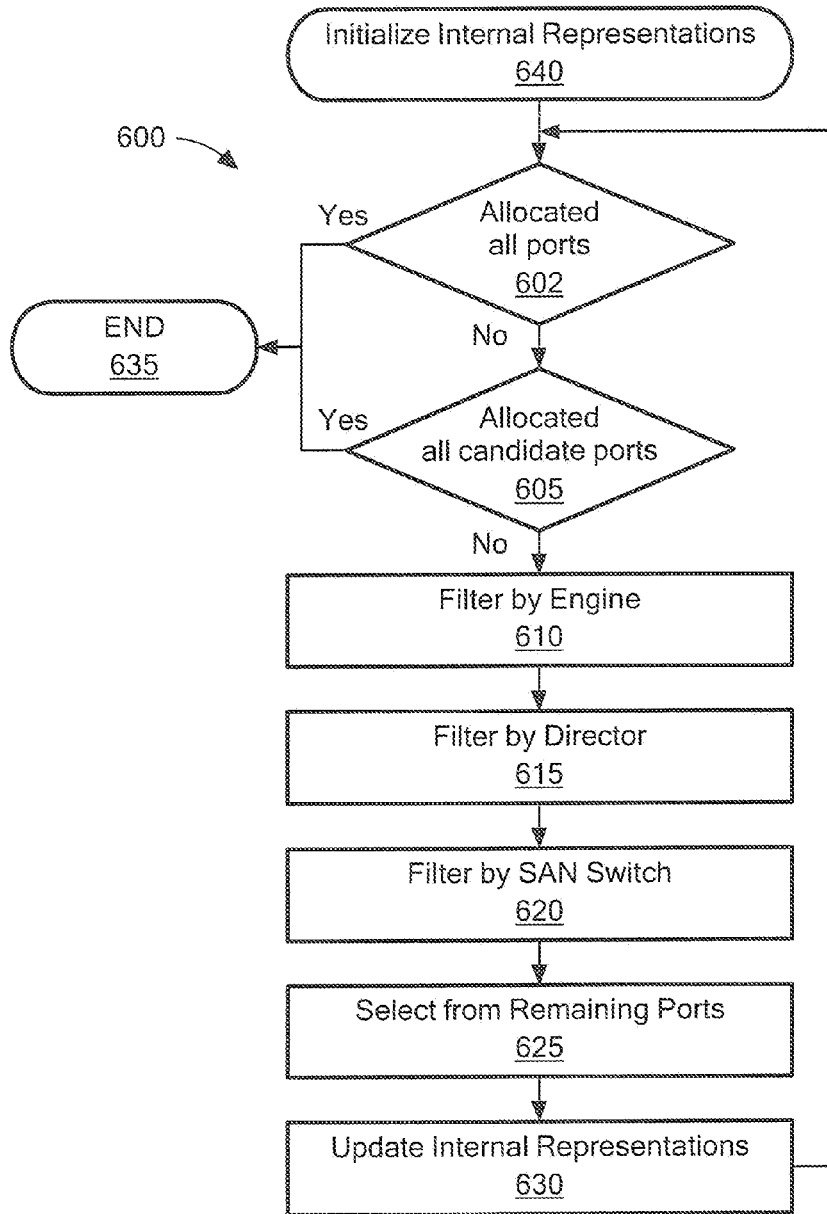 Initialize Internal Representations
640
600
Yes
Allocated
all ports
602
END
635
No
Yes
Allocated
all candidate ports
605
No
Filter by Engine
610
Filter by Director
615
Filter by SAN Switch
620
Select from Remaining Ports
625
Update Internal Representations
630